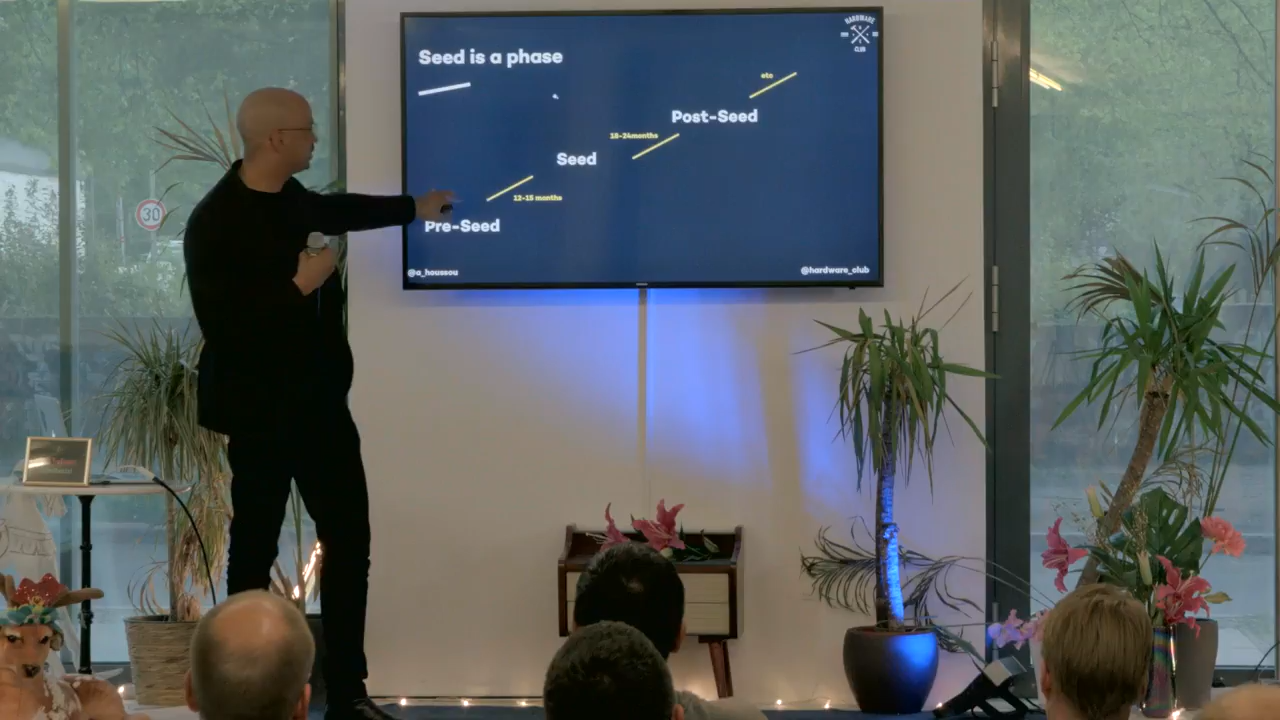 HARDWARE
CLUB
Seed is a phase
etc
Post-Seed
18-24months
Seed
12-15 months
Pre-Seed
@a_houssou
@hardware_club
30